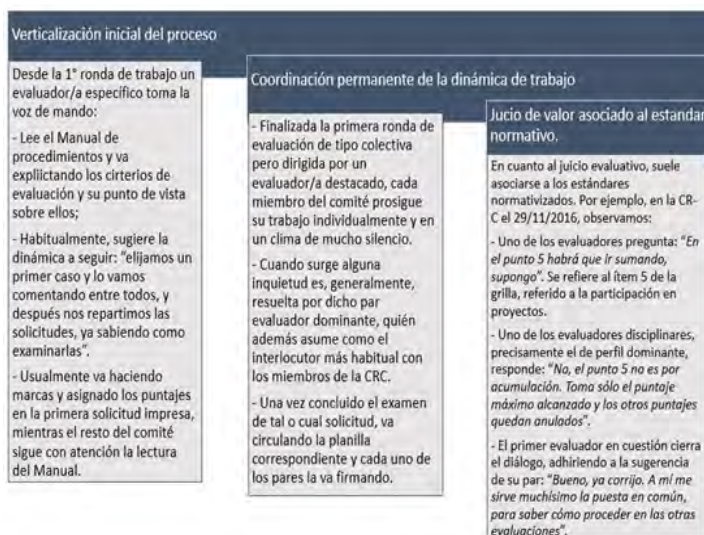 Verticalización inicial del proceso
Desde la 1° ronda de trabajo un
evaluador/a específico toma la
voz de mando:
- Lee el Manual de
procedimientos y va
expliictando los cirterios de
evaluación y su punto de vista
sobre ellos;
- Habitualmente, sugiere la
dinámica a seguir: "elijamos un
primer caso y lo vamos
comentando entre todos, y
después nos repartimos las
solicitudes, ya sabiendo como
examinarlas".
- Usualmente va haciendo
marcas y asignado los puntajes
en la primera solicitud impresa,
mientras el resto del comité
sigue con atención la lectura
del Manual.
Coordinación permanente de la dinámica de trabajo
- Finalizada la primera ronda de
evaluación de tipo colectiva
pero dirigida por un
evaluador/a destacado, cada
miembro del comité prosigue
su trabajo individualmente y en
un clima de mucho silencio.
- Cuando surge alguna
inquietud es, generalmente,
resuelta por dicho par
evaluador dominante, quién
además asume como el
interlocutor más habitual con
los miembros de la CRC.
- Una vez concluido el examen
de tal o cual solicitud, va
circulando la planilla
correspondiente y cada uno de
los pares la va firmando.
Jucio de valor asociado al estandar
normativo.
En cuanto al juicio evaluativo, suele
asociarse a los estándares
normativizados. Por ejemplo, en la CR-
C el 29/11/2016, observamos:
- Uno de los evaluadores pregunta: "En
el punto 5 habrá que ir sumando,
supongo". Se refiere al ítem 5 de la
grilla, referido a la participación en
proyectos.
- Uno de los evaluadores disciplinares,
precisamente el de perfil dominante,
responde: "No, el punto 5 no es por
acumulación. Toma sólo el puntaje
máximo alcanzado y los otros puntajes
quedan anulados".
- El primer evaluador en cuestión cierra
el diálogo, adhiriendo a la sugerencia
de su par: "Bueno, ya corrijo. A mí me
sirve muchísimo la puesta en común,
para saber cómo proceder en las otras
evaluaciones".